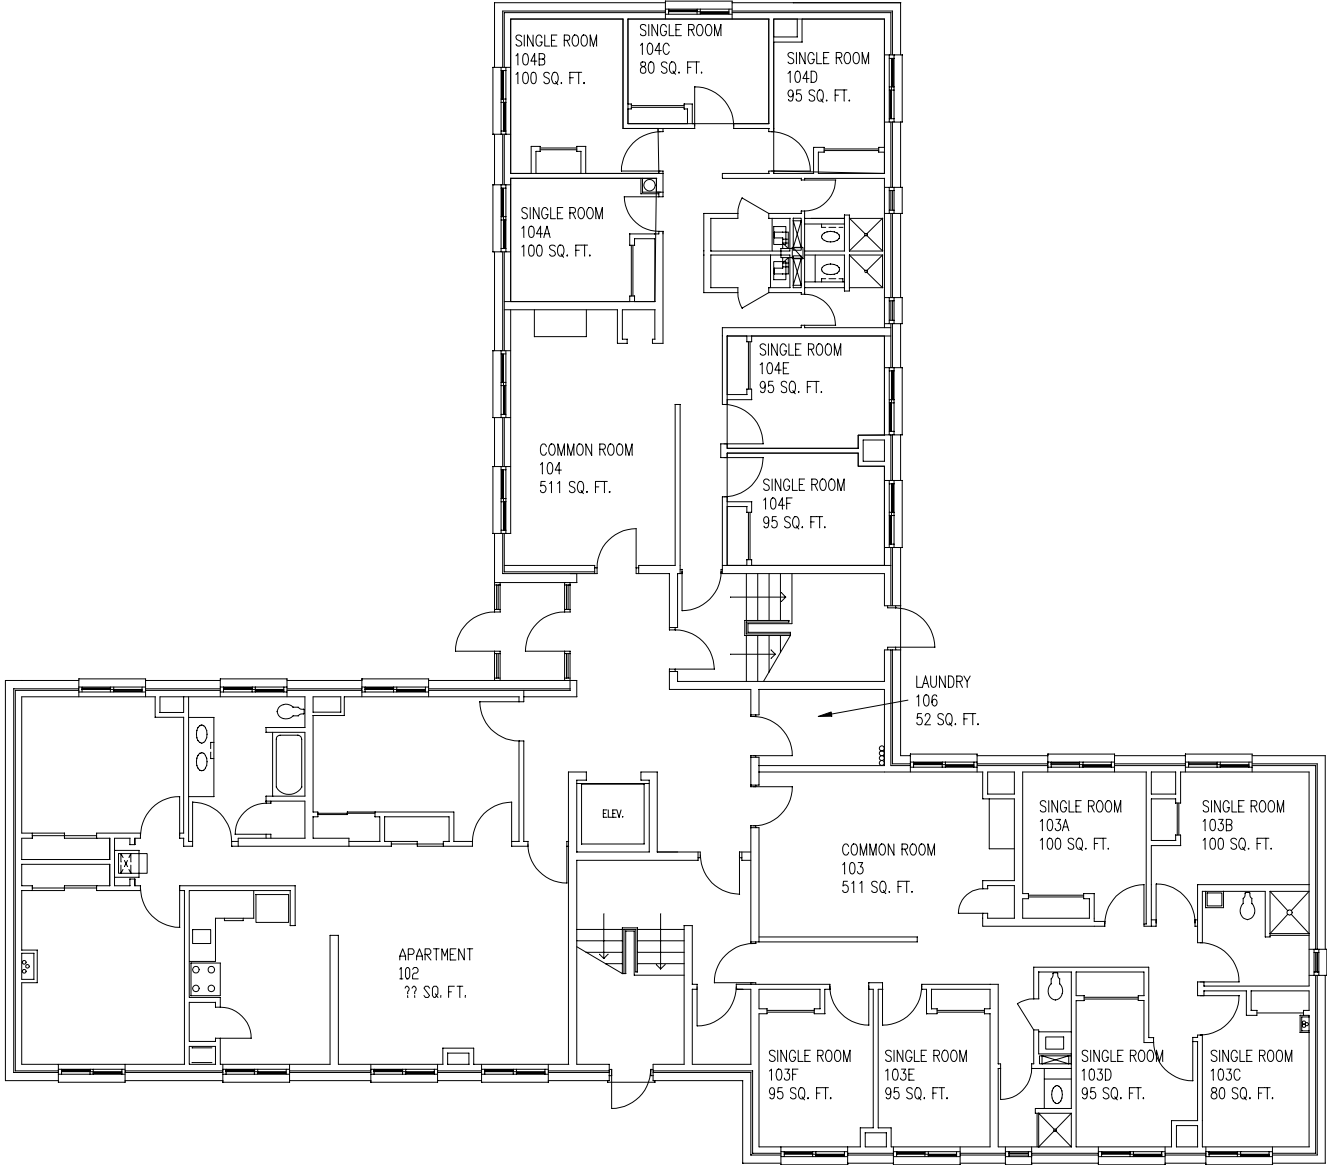 SINGLE ROOM
104B
100 SQ. FT.
SINGLE ROOM
104C
80 SQ. FT.
SINGLE ROOM
104D
95 SQ. FT.
SINGLE ROOM
104A
100 SQ. FT.
SINGLE ROOM
104E
95 SQ. FT.
COMMON ROOM
104
511 SQ. FT.
SINGLE ROOM
104F
95 SQ. FT.
LAUNDRY
106
52 SQ. FT.
ELEV.
COMMON ROOM
103
511 SQ. FT.
SINGLE ROOM
103A
100 SQ. FT.
SINGLE ROOM
103B
100 SQ. FT.
APARTMENT
102
?? SQ. FT.
SINGLE ROOM
103F
95 SQ. FT.
SINGLE ROOM
103E
95 SQ. FT.
SINGLE ROOM
103D
95 SQ. FT.
SINGLE ROOM
103C
80 SQ. FT.